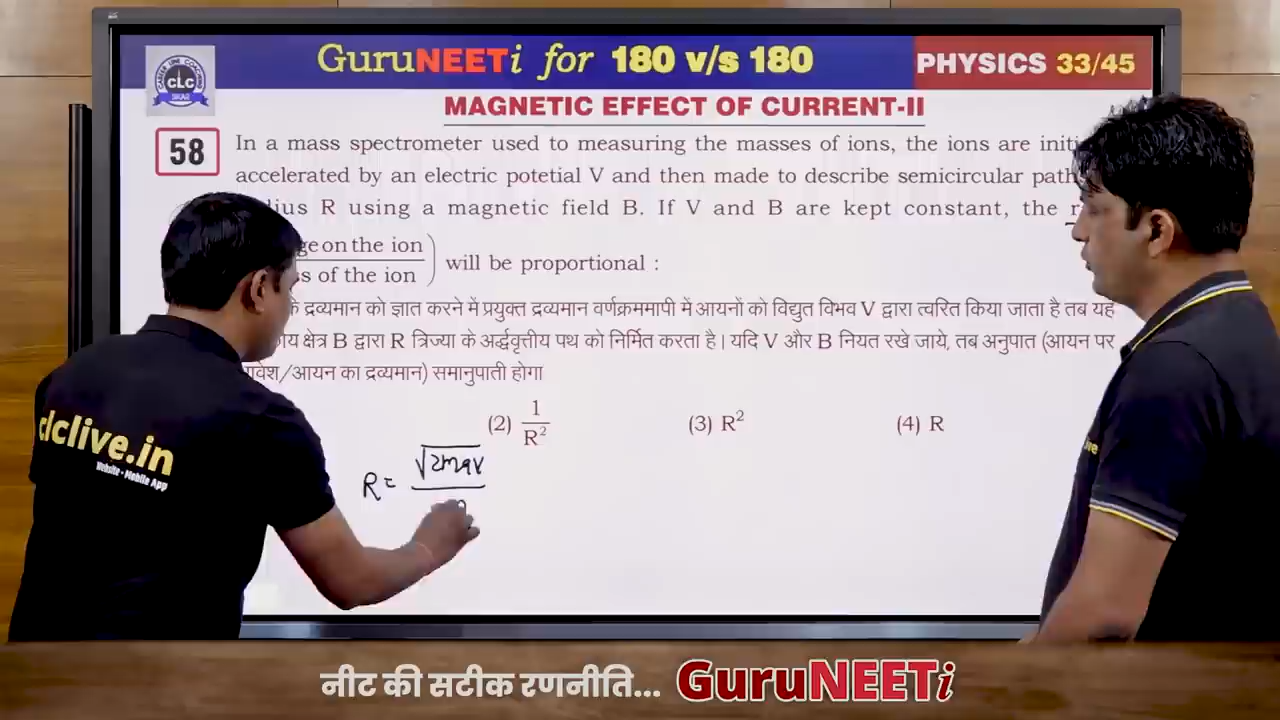 GuruNEETi for 180 v/s 180
PHYSICS 33/45
CLC
SIKAR
MAGNETIC EFFECT OF CURRENT-II
58
In a mass spectrometer used to measuring the masses of ions, the ions are
accelerated by an electric potetial V and then made to describe semicircular
R using a magnetic field B. If V and B are kept constant, the
on the ion
of the ion
) will be proportional :
के द्रव्यमान को ज्ञात करने में प्रयुक्त द्रव्यमान वर्णक्रममापी में आयनों को विद्युत विभव V द्वारा त्वरित किया जाता है तब यह
क्षेत्र B द्वारा R त्रिज्या के अर्द्धवृत्तीय पथ को निर्मित करता है। यदि V और B नियत रखे जाये, तब अनुपात (आयन पर
/आयन का द्रव्यमान) समानुपाती होगा
(2) 1/R² (3) R² (4) R
R = √2mqV
clclive.in
Website • Mobile App
नीट की सटीक रणनीति... GuruNEETi